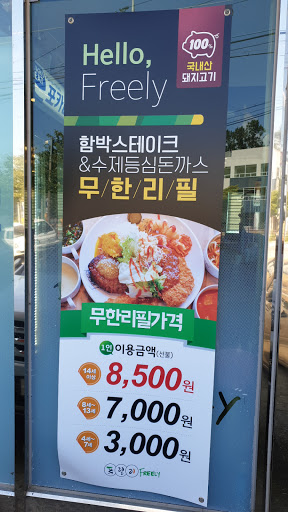 Hello,
Freely
100%
국내산
돼지고기
함박스테이크
&수제등심돈까스
무/한/리/필
무한리필가격
1인 이용금액(선불)
14세
이상
8,500원
8세~
13세
7,000원
4세~
7세
3,000원
FREELY
포카